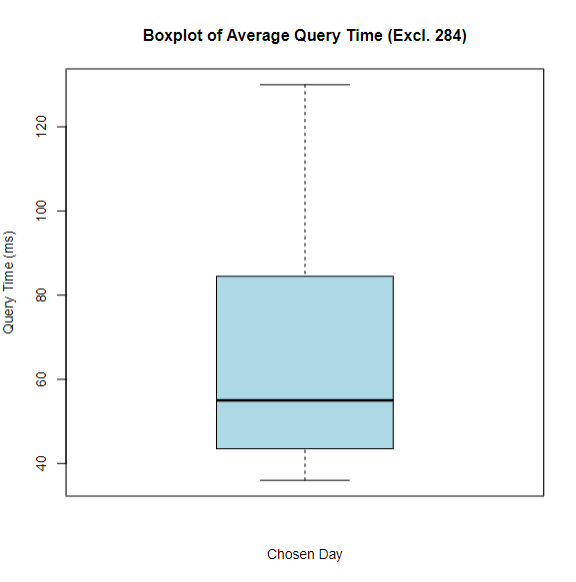 Boxplot of Average Query Time (Excl. 284)
Query Time (ms)
120
100
80
60
40
Chosen Day